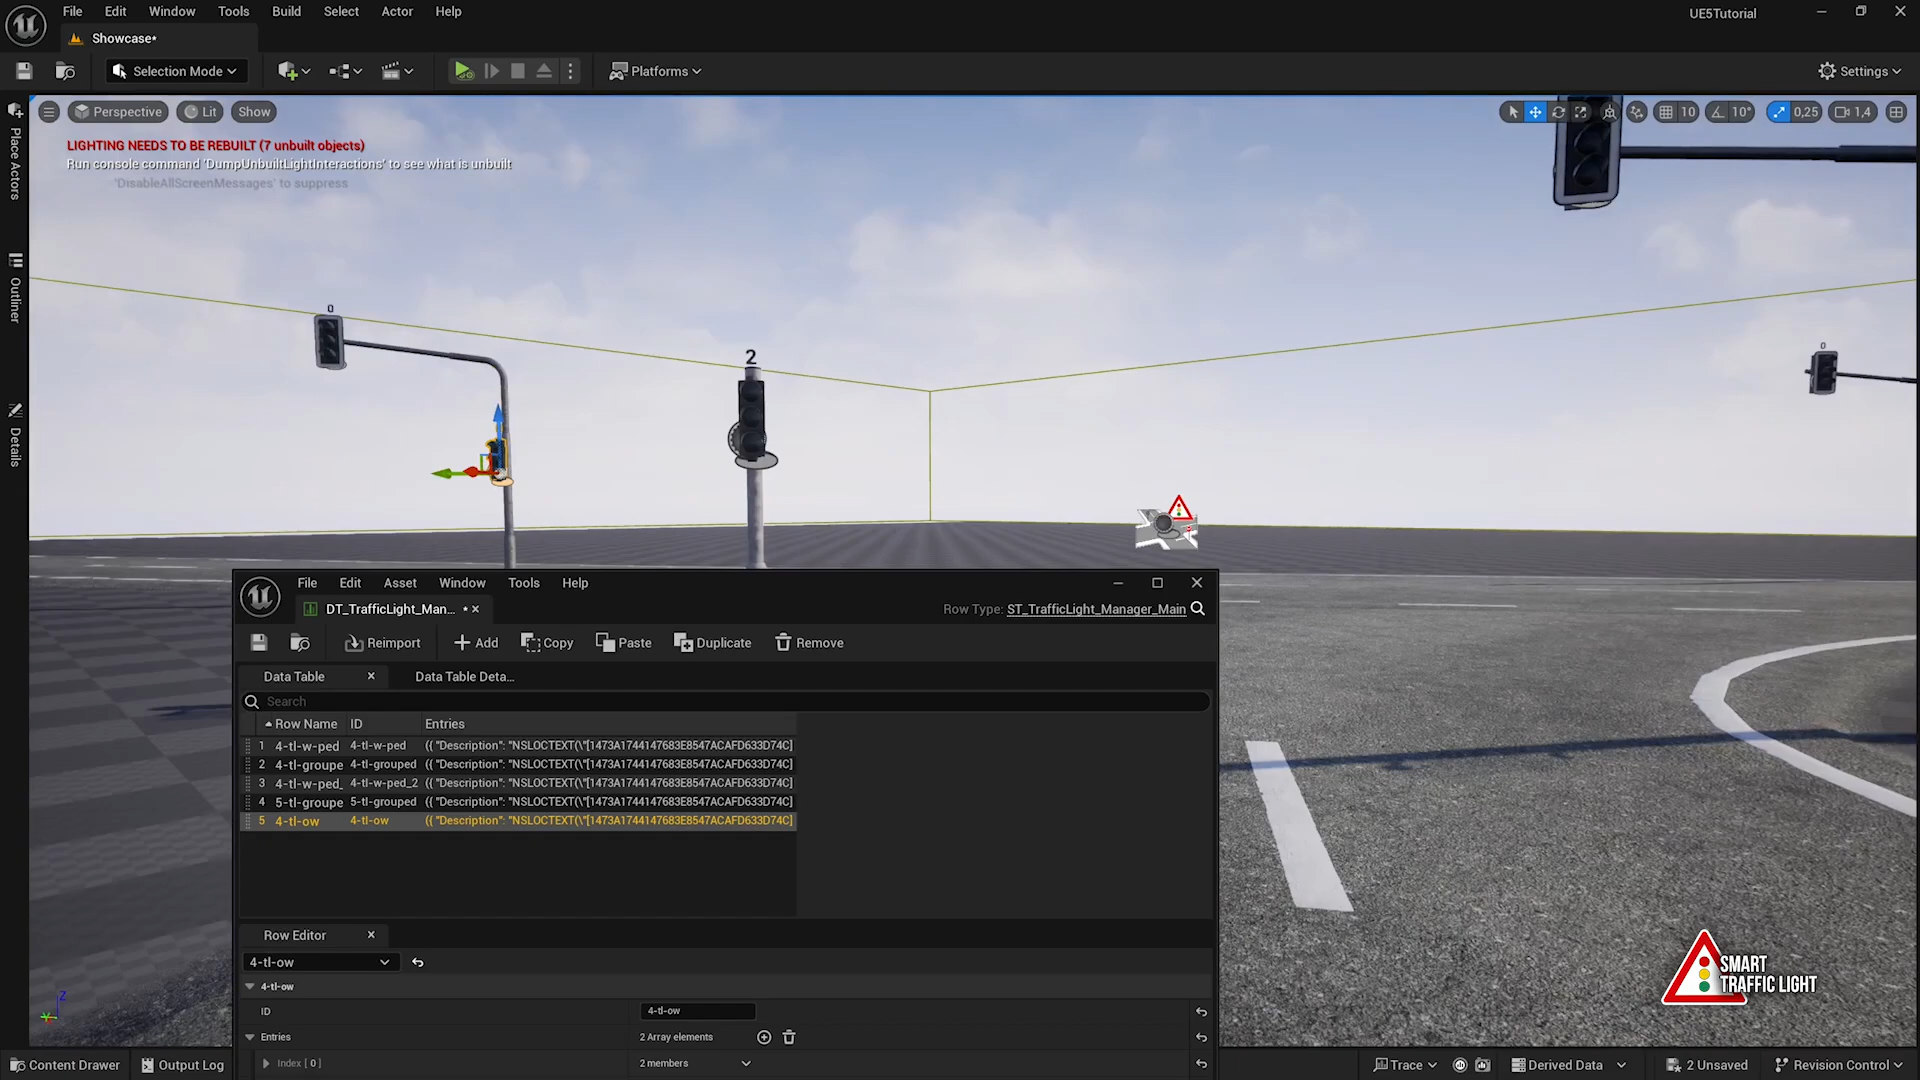 File Edit Window Tools Build Select Actor Help
UE5Tutorial
Showcase*
Selection Mode
Platforms
Settings
Perspective Lit Show
10 10° 0,25 1,4
LIGHTING NEEDS TO BE REBUILT (7 unbuilt objects)
Run console command 'DumpUnbuiltLightInteractions' to see what is unbuilt
'DisableAllScreenMessages' to suppress
Place Actors
Outliner
Details
0
2
0
File Edit Asset Window Tools Help
DT_TrafficLight_Man... •
Row Type: ST_TrafficLight_Manager_Main
Reimport Add Copy Paste Duplicate Remove
Data Table
Data Table Deta...
Search
Row Name ID Entries
1 4-tl-w-ped 4-tl-w-ped (( "Description": "NSLOCTEXT(\"[1473A1744147683E8547ACAFD633D74C]
2 4-tl-groupe 4-tl-grouped (( "Description": "NSLOCTEXT(\"[1473A1744147683E8547ACAFD633D74C]
3 4-tl-w-ped_ 4-tl-w-ped_2 (( "Description": "NSLOCTEXT(\"[1473A1744147683E8547ACAFD633D74C]
4 5-tl-groupe 5-tl-grouped (( "Description": "NSLOCTEXT(\"[1473A1744147683E8547ACAFD633D74C]
5 4-tl-ow 4-tl-ow (( "Description": "NSLOCTEXT(\"[1473A1744147683E8547ACAFD633D74C]
Row Editor
4-tl-ow
4-tl-ow
ID 4-tl-ow
Entries 2 Array elements
Index [ 0 ] 2 members
Z
SMART
TRAFFIC LIGHT
Content Drawer Output Log
Trace Derived Data 2 Unsaved Revision Control